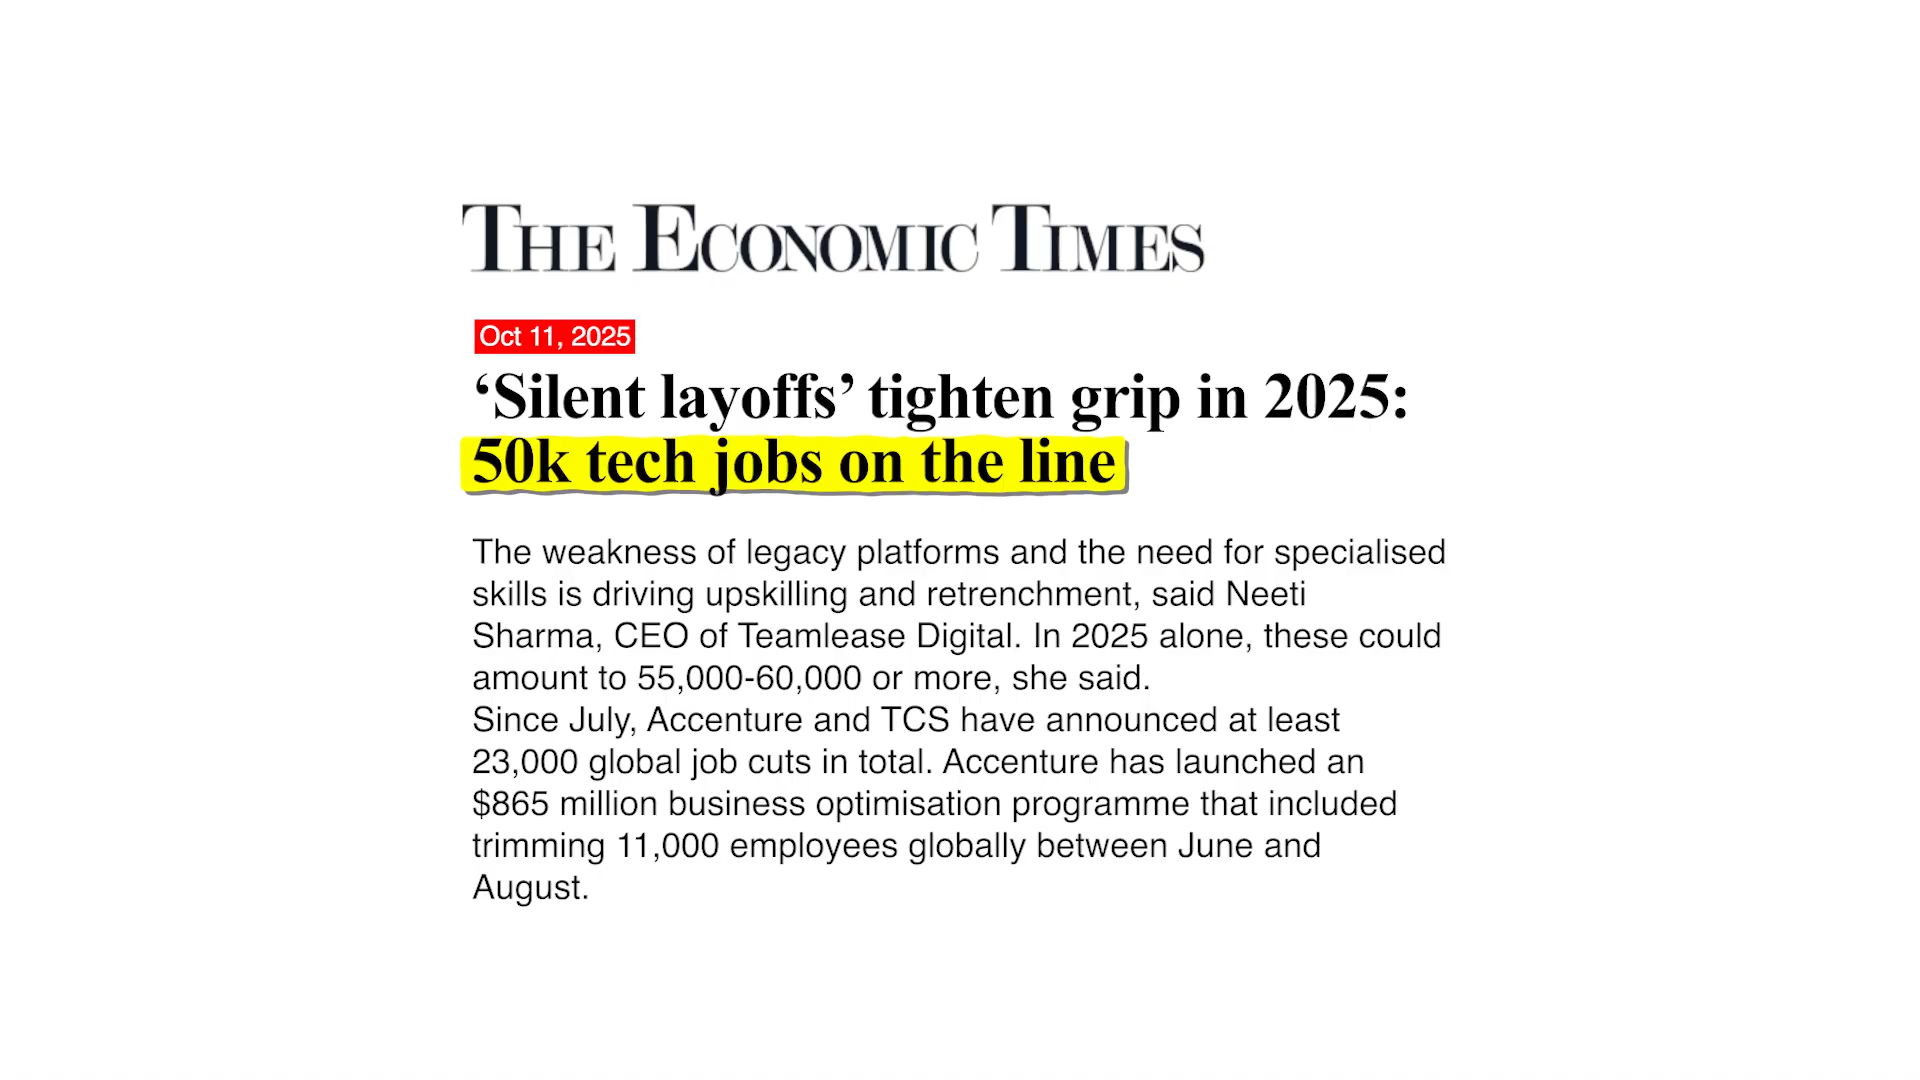 THE ECONOMIC TIMES
Oct 11, 2025
‘Silent layoffs’ tighten grip in 2025:
50k tech jobs on the line
The weakness of legacy platforms and the need for specialised
skills is driving upskilling and retrenchment, said Neeti
Sharma, CEO of Teamlease Digital. In 2025 alone, these could
amount to 55,000-60,000 or more, she said.
Since July, Accenture and TCS have announced at least
23,000 global job cuts in total. Accenture has launched an
$865 million business optimisation programme that included
trimming 11,000 employees globally between June and
August.